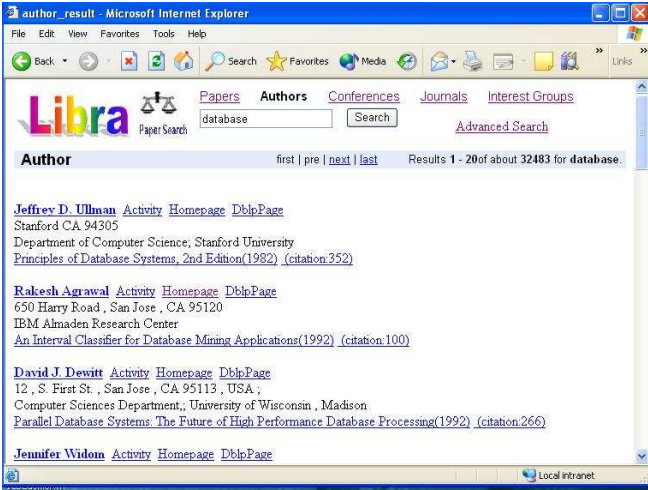 author_result - Microsoft Internet Explorer
File Edit View Favorites Tools Help
Back Search Favorites Media » Links »
Libra Paper Search
Papers Authors Conferences Journals Interest Groups
database Search Advanced Search
Author first | pre | next | last Results 1 - 20of about 32483 for database.
Jeffrey D. Ullman Activity Homepage DblpPage
Stanford CA 94305
Department of Computer Science; Stanford University
Principles of Database Systems, 2nd Edition(1982) (citation:352)
Rakesh Agrawal Activity Homepage DblpPage
650 Harry Road , San Jose , CA 95120
IBM Almaden Research Center
An Interval Classifier for Database Mining Applications(1992) (citation:100)
David J. Dewitt Activity Homepage DblpPage
12 , S. First St. , San Jose , CA 95113 , USA ;
Computer Sciences Department,; University of Wisconsin , Madison
Parallel Database Systems: The Future of High Performance Database Processing(1992) (citation:266)
Jennifer Widom Activity Homepage DblpPage
Local intranet